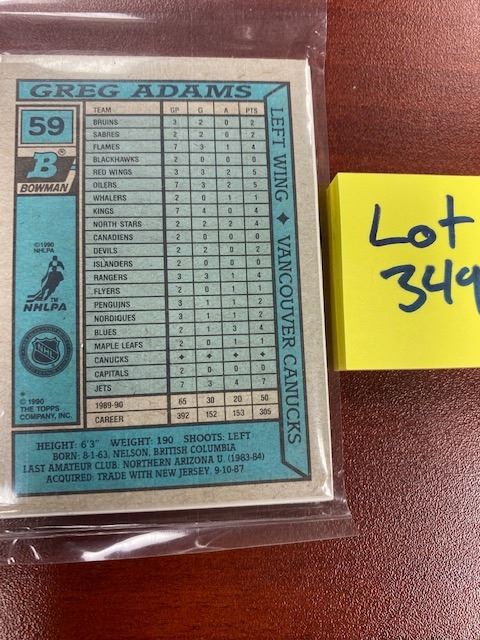 GREG ADAMS
59
B
BOWMAN
©1990
NHLPA
TM
NHLPA
NHL
*
© 1990
THE TOPPS
COMPANY, INC.
TEAM GP G A PTS
BRUINS 3 2 0 2
SABRES 2 2 0 2
FLAMES 7 3 1 4
BLACKHAWKS 2 0 0 0
RED WINGS 3 3 2 5
OILERS 7 3 2 5
WHALERS 2 0 1 1
KINGS 7 4 0 4
NORTH STARS 2 2 2 4
CANADIENS 2 0 0 0
DEVILS 2 2 0 2
ISLANDERS 2 0 0 0
RANGERS 3 3 1 4
FLYERS 2 0 1 1
PENGUINS 3 1 1 2
NORDIQUES 3 1 1 2
BLUES 2 1 3 4
MAPLE LEAFS 2 0 1 1
CANUCKS ◆ ◆ ◆ ◆
CAPITALS 2 0 0 0
JETS 7 3 4 7
1989-90 65 30 20 50
CAREER 392 152 153 305
LEFT WING ◆ VANCOUVER CANUCKS
HEIGHT: 6'3" WEIGHT: 190 SHOOTS: LEFT
BORN: 8-1-63, NELSON, BRITISH COLUMBIA
LAST AMATEUR CLUB: NORTHERN ARIZONA U. (1983-84)
ACQUIRED: TRADE WITH NEW JERSEY, 9-10-87
Lot
349